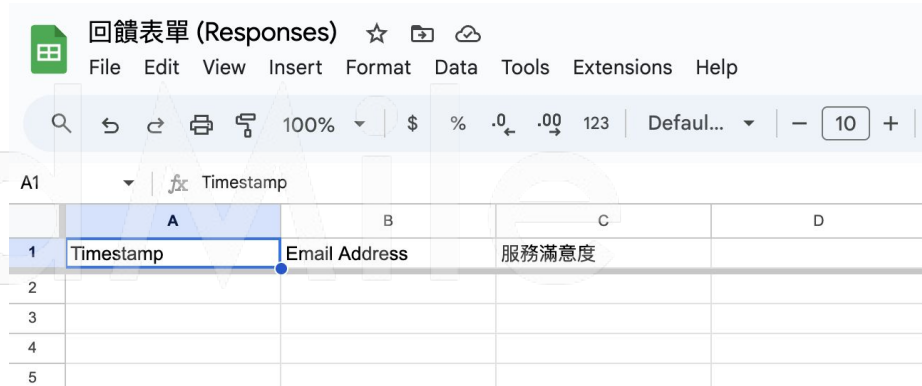 回饋表單 (Responses)
File Edit View Insert Format Data Tools Extensions Help
100% $ % .0 .00 123 Defaul... − 10 +
A1 fx Timestamp
A B C D
1 Timestamp Email Address 服務滿意度
2
3
4
5